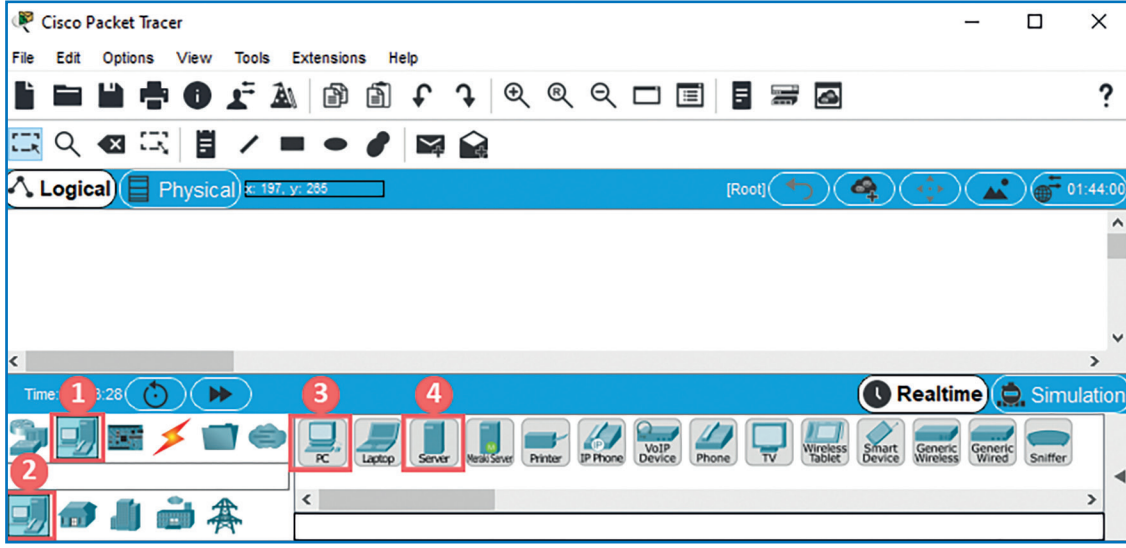 Cisco Packet Tracer
File Edit Options View Tools Extensions Help
Logical Physical x: 197, y: 265 [Root] 01:44:00
Time: 3:28 Realtime Simulation
1 3 4
2
PC Laptop Server Meraki Server Printer IP Phone VoIP Device Phone TV Wireless Tablet Smart Device Generic Wireless Generic Wired Sniffer